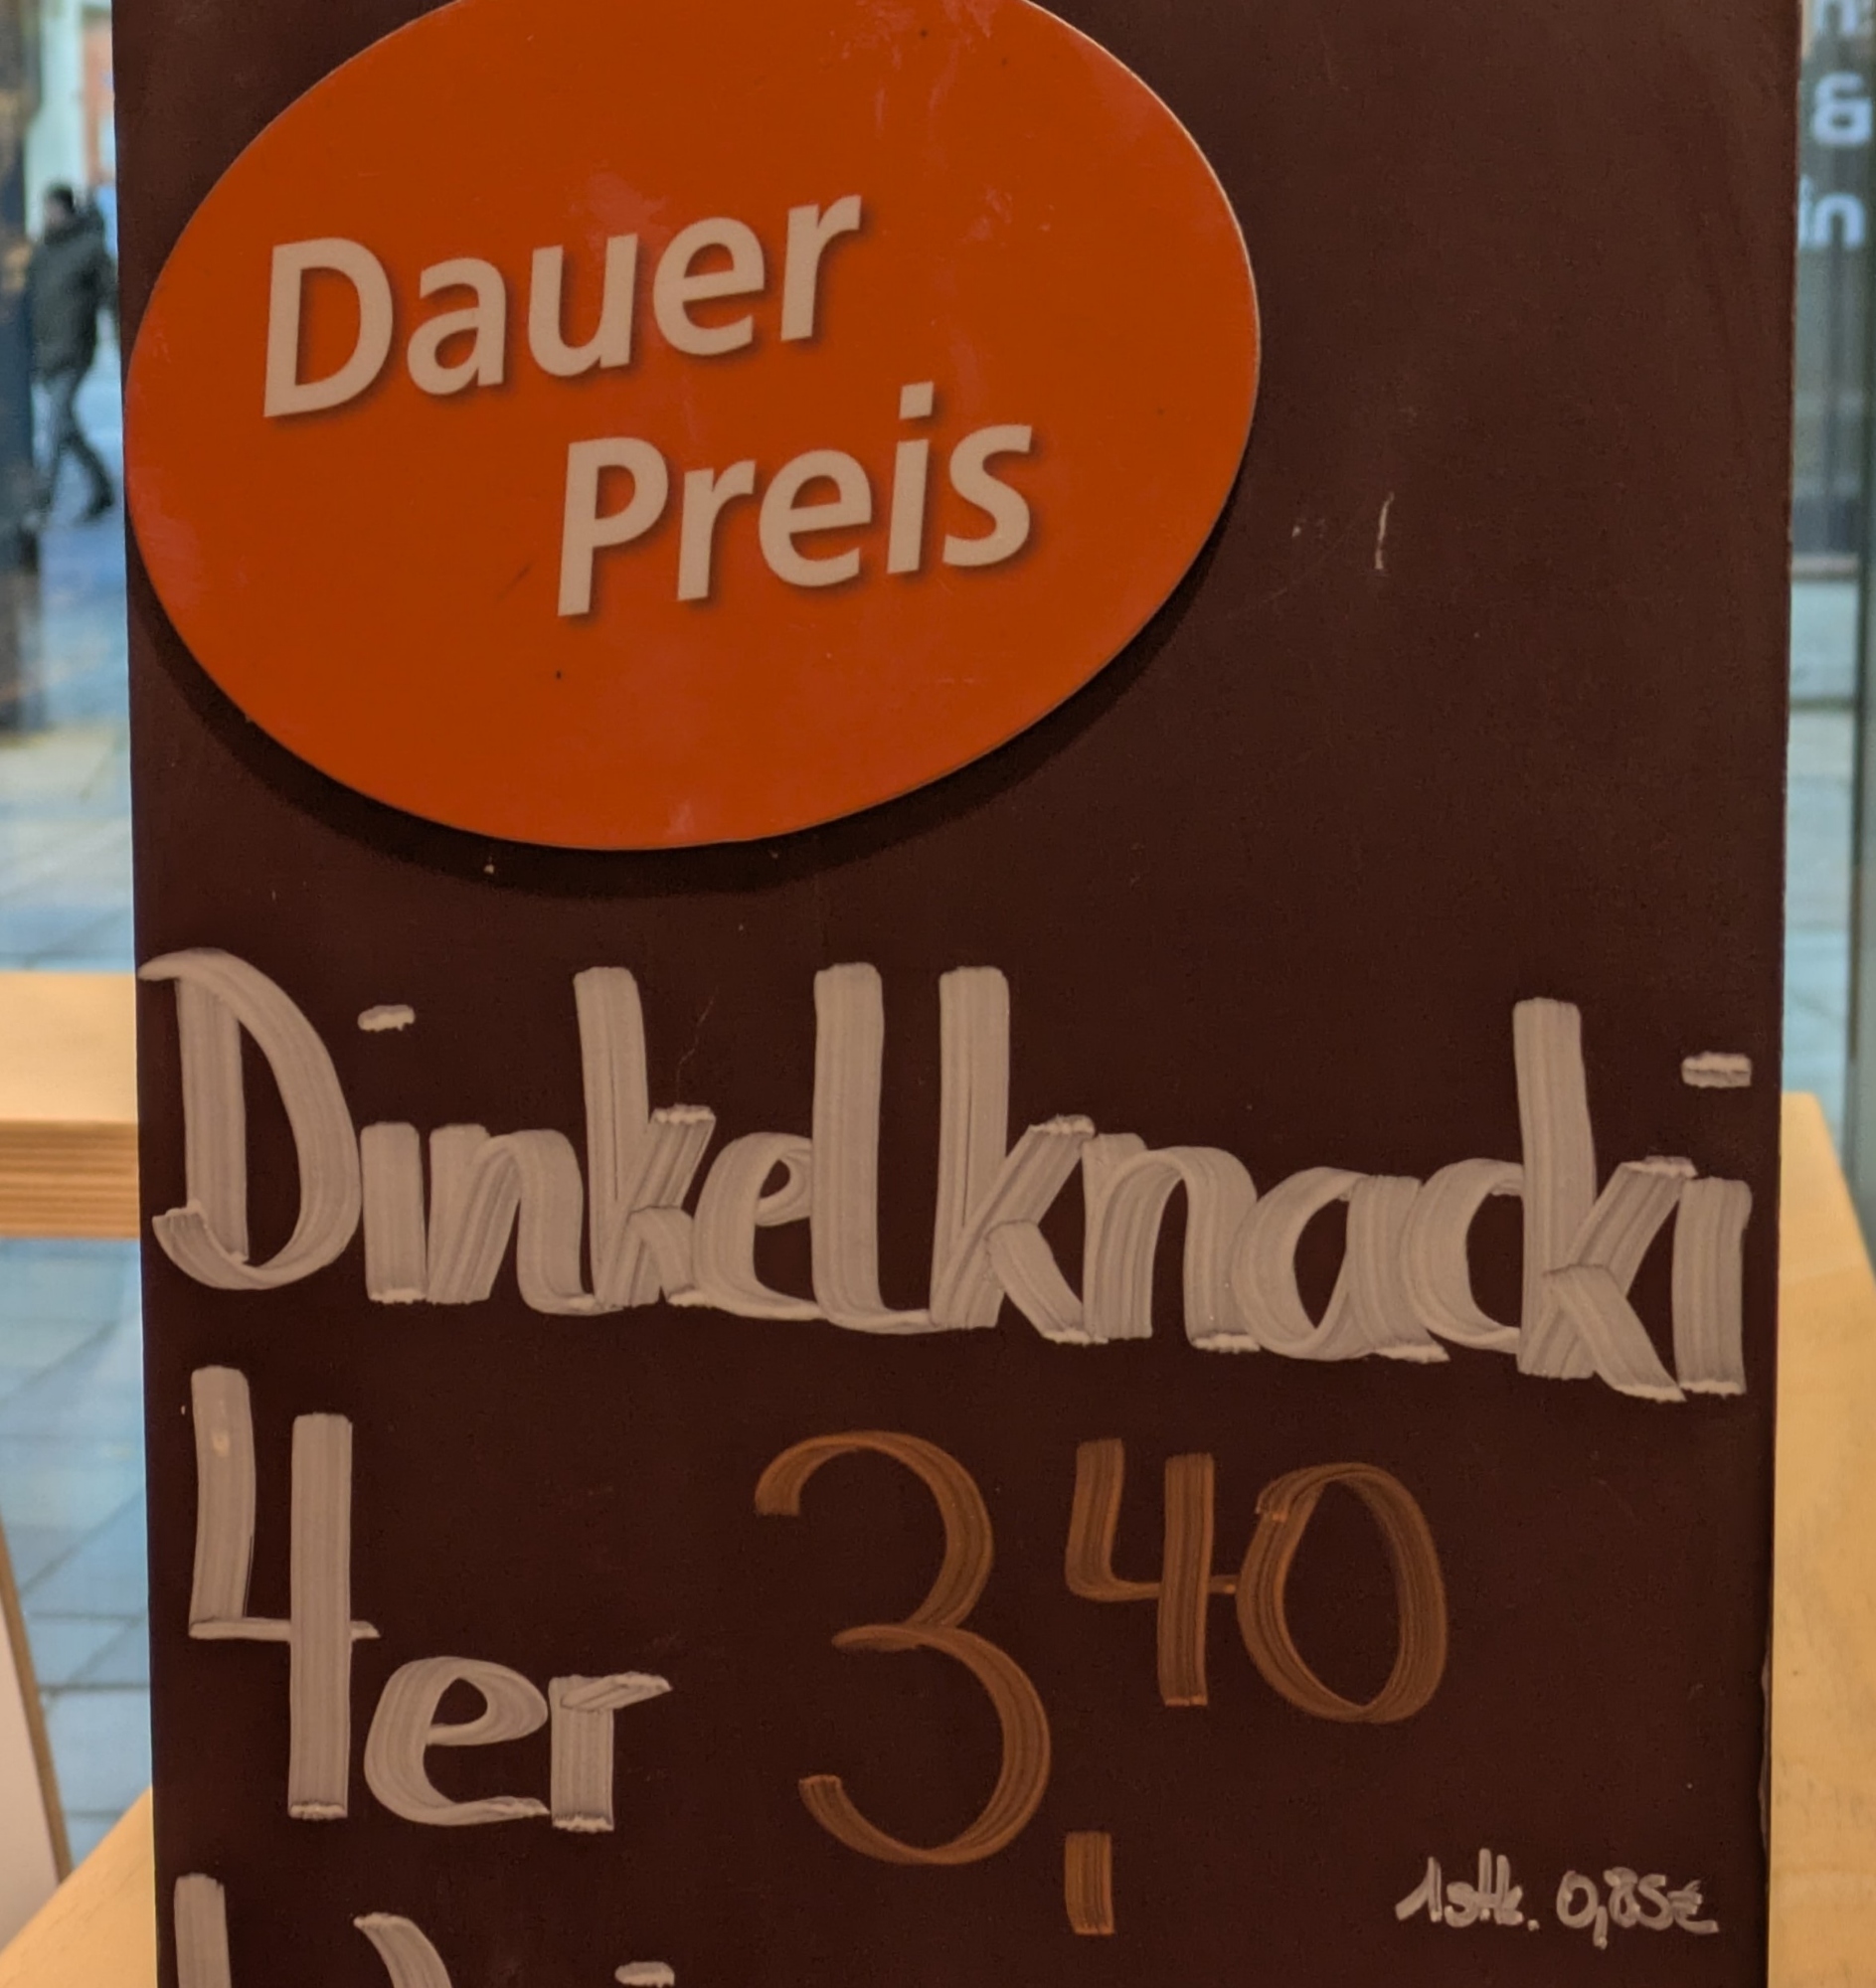 Dauer
Preis
Dinkelknacki
4er 3,40
1 Stk. 0,85€